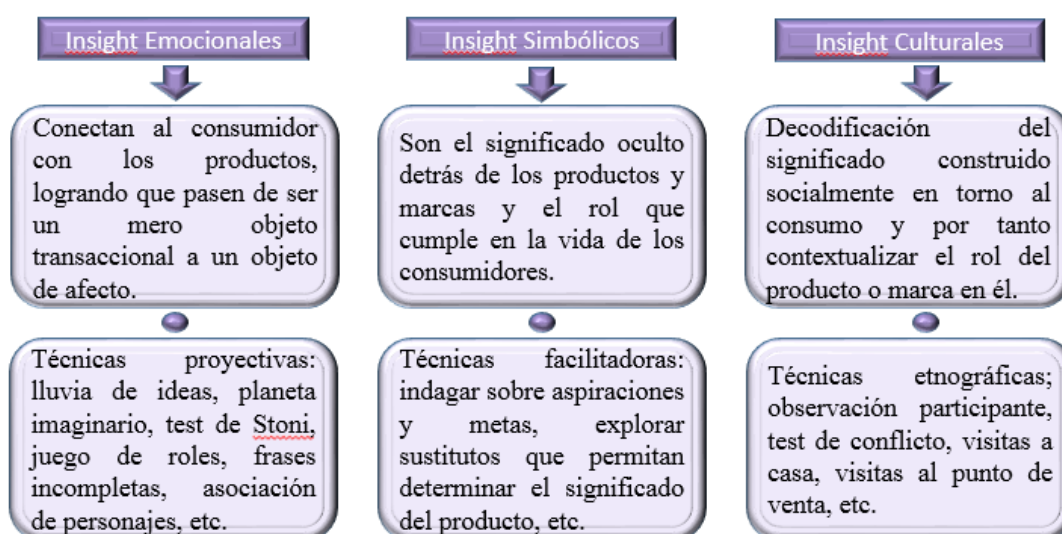 Insight Emocionales
Conectan al consumidor
con los productos,
logrando que pasen de ser
un mero objeto
transaccional a un objeto
de afecto.
Técnicas proyectivas:
lluvia de ideas, planeta
imaginario, test de Stoni,
juego de roles, frases
incompletas, asociación
de personajes, etc.
Insight Simbólicos
Son el significado oculto
detrás de los productos y
marcas y el rol que
cumple en la vida de los
consumidores.
Técnicas facilitadoras:
indagar sobre aspiraciones
y metas, explorar
sustitutos que permitan
determinar el significado
del producto, etc.
Insight Culturales
Decodificación del
significado construido
socialmente en torno al
consumo y por tanto
contextualizar el rol del
producto o marca en él.
Técnicas etnográficas;
observación participante,
test de conflicto, visitas a
casa, visitas al punto de
venta, etc.